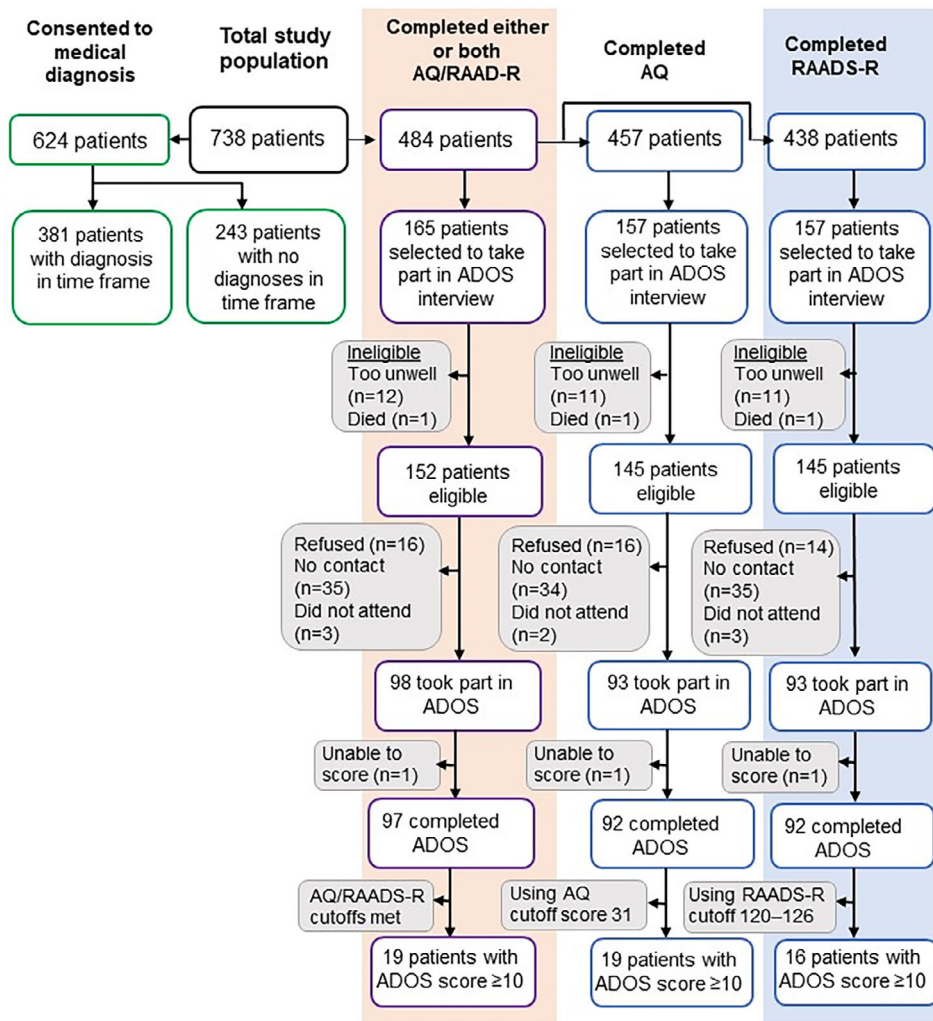 Consented to
medical
diagnosis
Total study
population
Completed either
or both
AQ/RAAD-R
Completed
AQ
Completed
RAADS-R
624 patients
738 patients
484 patients
457 patients
438 patients
381 patients
with diagnosis
in time frame
243 patients
with no
diagnoses in
time frame
165 patients
selected to take
part in ADOS
interview
157 patients
selected to take
part in ADOS
interview
157 patients
selected to take
part in ADOS
interview
Ineligible
Too unwell
(n=12)
Died (n=1)
Ineligible
Too unwell
(n=11)
Died (n=1)
Ineligible
Too unwell
(n=11)
Died (n=1)
152 patients
eligible
145 patients
eligible
145 patients
eligible
Refused (n=16)
No contact
(n=35)
Did not attend
(n=3)
Refused (n=16)
No contact
(n=34)
Did not attend
(n=2)
Refused (n=14)
No contact
(n=35)
Did not attend
(n=3)
98 took part in
ADOS
93 took part in
ADOS
93 took part in
ADOS
Unable to
score (n=1)
Unable to
score (n=1)
Unable to
score (n=1)
97 completed
ADOS
92 completed
ADOS
92 completed
ADOS
AQ/RAADS-R
cutoffs met
Using AQ
cutoff score 31
Using RAADS-R
cutoff 120–126
19 patients with
ADOS score ≥10
19 patients with
ADOS score ≥10
16 patients with
ADOS score ≥10